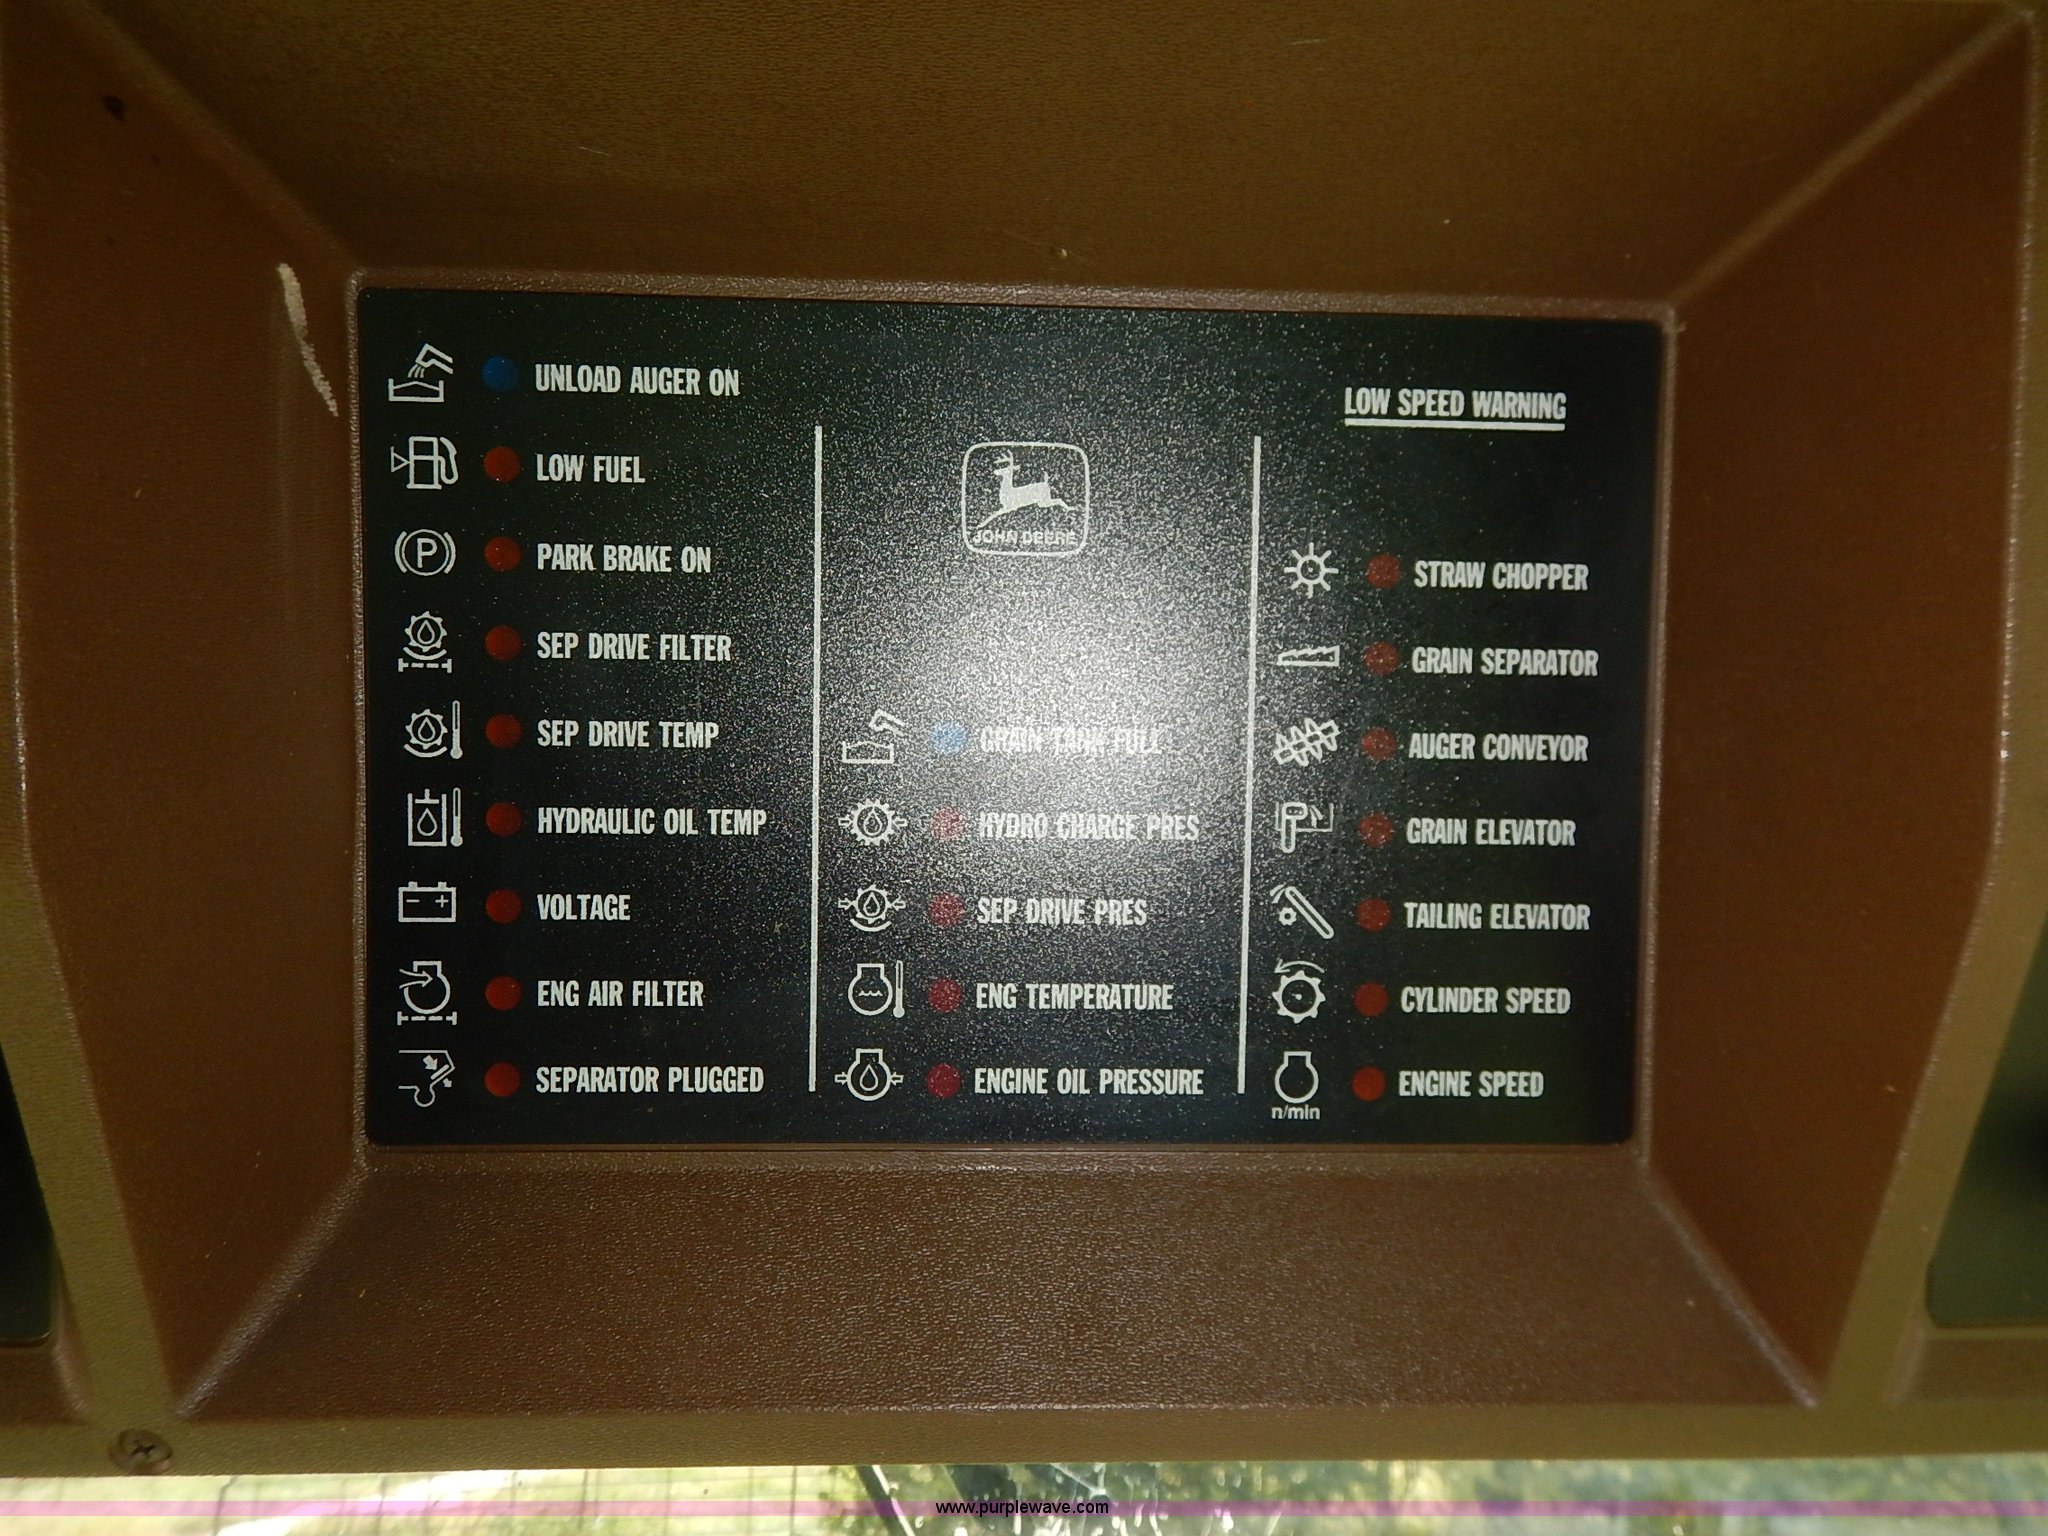 UNLOAD AUGER ON
LOW FUEL
P
PARK BRAKE ON
SEP DRIVE FILTER
SEP DRIVE TEMP
HYDRAULIC OIL TEMP
VOLTAGE
ENG AIR FILTER
SEPARATOR PLUGGED
JOHN DEERE
GRAIN TANK FULL
HYDRO CHARGE PRES
SEP DRIVE PRES
ENG TEMPERATURE
ENGINE OIL PRESSURE
LOW SPEED WARNING
STRAW CHOPPER
GRAIN SEPARATOR
AUGER CONVEYOR
GRAIN ELEVATOR
TAILING ELEVATOR
CYLINDER SPEED
ENGINE SPEED
n/min
www.purplewave.com